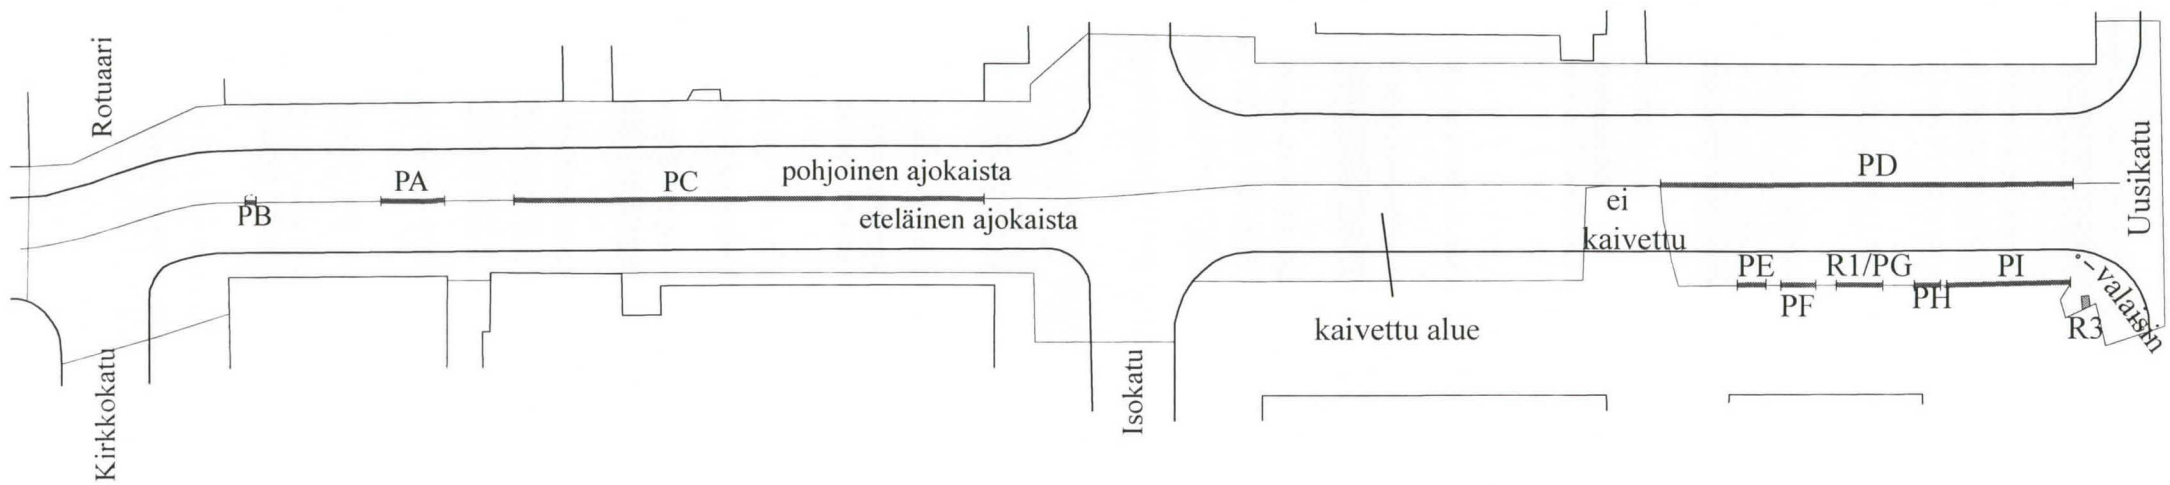 Rotuaari
Kirkkokatu
PB
PA
PC
pohjoinen ajokaista
eteläinen ajokaista
Isokatu
kaivettu alue
ei
kaivettu
PD
PE
PF
R1/PG
PH
PI
R3
valaisin
Uusikatu